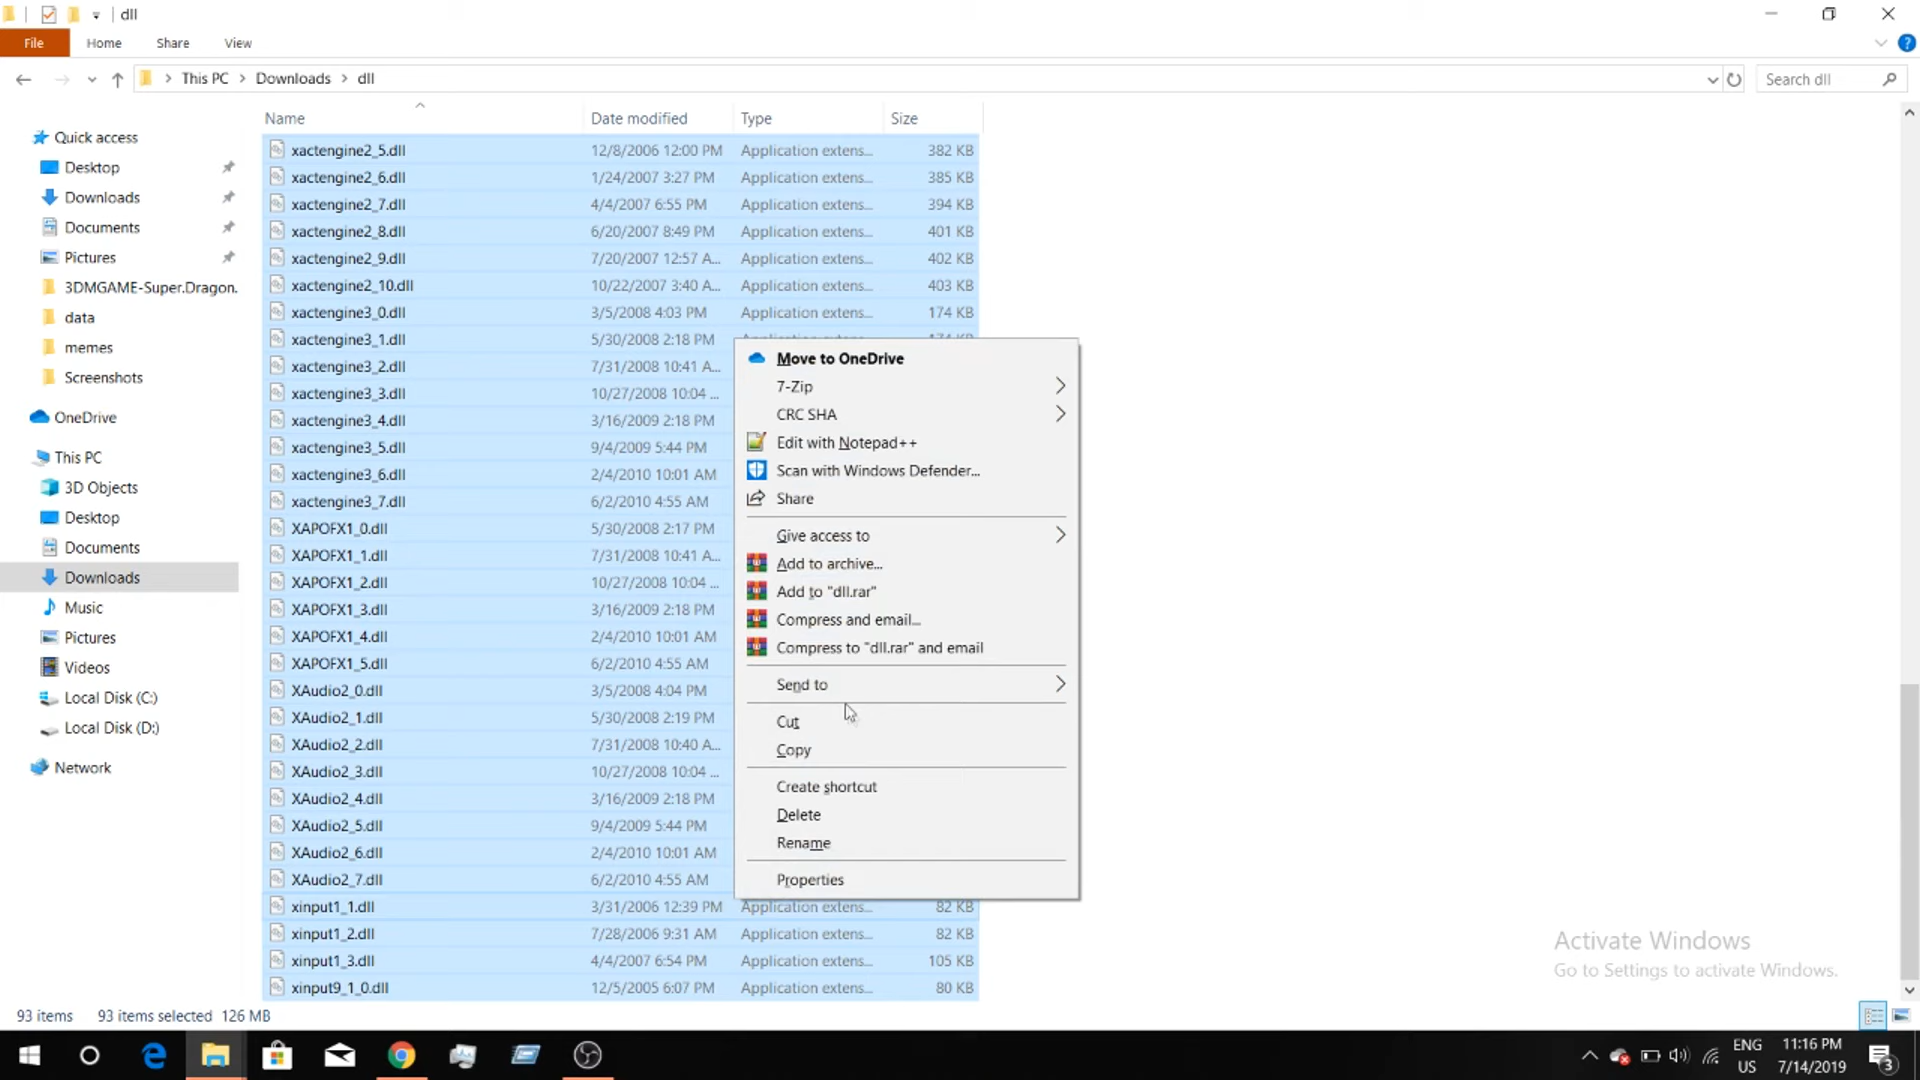 dll
File Home Share View
This PC Downloads dll Search dll
Name Date modified Type Size
Quick access
Desktop
Downloads
Documents
Pictures
3DMGAME-Super.Dragon.
data
memes
Screenshots
OneDrive
This PC
3D Objects
Desktop
Documents
Downloads
Music
Pictures
Videos
Local Disk (C:)
Local Disk (D:)
Network
xactengine2_5.dll 12/8/2006 12:00 PM Application extens... 382 KB
xactengine2_6.dll 1/24/2007 3:27 PM Application extens... 385 KB
xactengine2_7.dll 4/4/2007 6:55 PM Application extens... 394 KB
xactengine2_8.dll 6/20/2007 8:49 PM Application extens... 401 KB
xactengine2_9.dll 7/20/2007 12:57 A... Application extens... 402 KB
xactengine2_10.dll 10/22/2007 3:40 A... Application extens... 403 KB
xactengine3_0.dll 3/5/2008 4:03 PM Application extens... 174 KB
xactengine3_1.dll 5/30/2008 2:18 PM Application extens... 174 KB
xactengine3_2.dll 7/31/2008 10:41 A...
xactengine3_3.dll 10/27/2008 10:04 ...
xactengine3_4.dll 3/16/2009 2:18 PM
xactengine3_5.dll 9/4/2009 5:44 PM
xactengine3_6.dll 2/4/2010 10:01 AM
xactengine3_7.dll 6/2/2010 4:55 AM
XAPOFX1_0.dll 5/30/2008 2:17 PM
XAPOFX1_1.dll 7/31/2008 10:41 A...
XAPOFX1_2.dll 10/27/2008 10:04 ...
XAPOFX1_3.dll 3/16/2009 2:18 PM
XAPOFX1_4.dll 2/4/2010 10:01 AM
XAPOFX1_5.dll 6/2/2010 4:55 AM
XAudio2_0.dll 3/5/2008 4:04 PM
XAudio2_1.dll 5/30/2008 2:19 PM
XAudio2_2.dll 7/31/2008 10:40 A...
XAudio2_3.dll 10/27/2008 10:04 ...
XAudio2_4.dll 3/16/2009 2:18 PM
XAudio2_5.dll 9/4/2009 5:44 PM
XAudio2_6.dll 2/4/2010 10:01 AM
XAudio2_7.dll 6/2/2010 4:55 AM
xinput1_1.dll 3/31/2006 12:39 PM Application extens... 82 KB
xinput1_2.dll 7/28/2006 9:31 AM Application extens... 82 KB
xinput1_3.dll 4/4/2007 6:54 PM Application extens... 105 KB
xinput9_1_0.dll 12/5/2005 6:07 PM Application extens... 80 KB
Move to OneDrive
7-Zip
CRC SHA
Edit with Notepad++
Scan with Windows Defender...
Share
Give access to
Add to archive...
Add to "dll.rar"
Compress and email...
Compress to "dll.rar" and email
Send to
Cut
Copy
Create shortcut
Delete
Rename
Properties
Activate Windows
Go to Settings to activate Windows.
93 items 93 items selected 126 MB
ENG
US
11:16 PM
7/14/2019
3